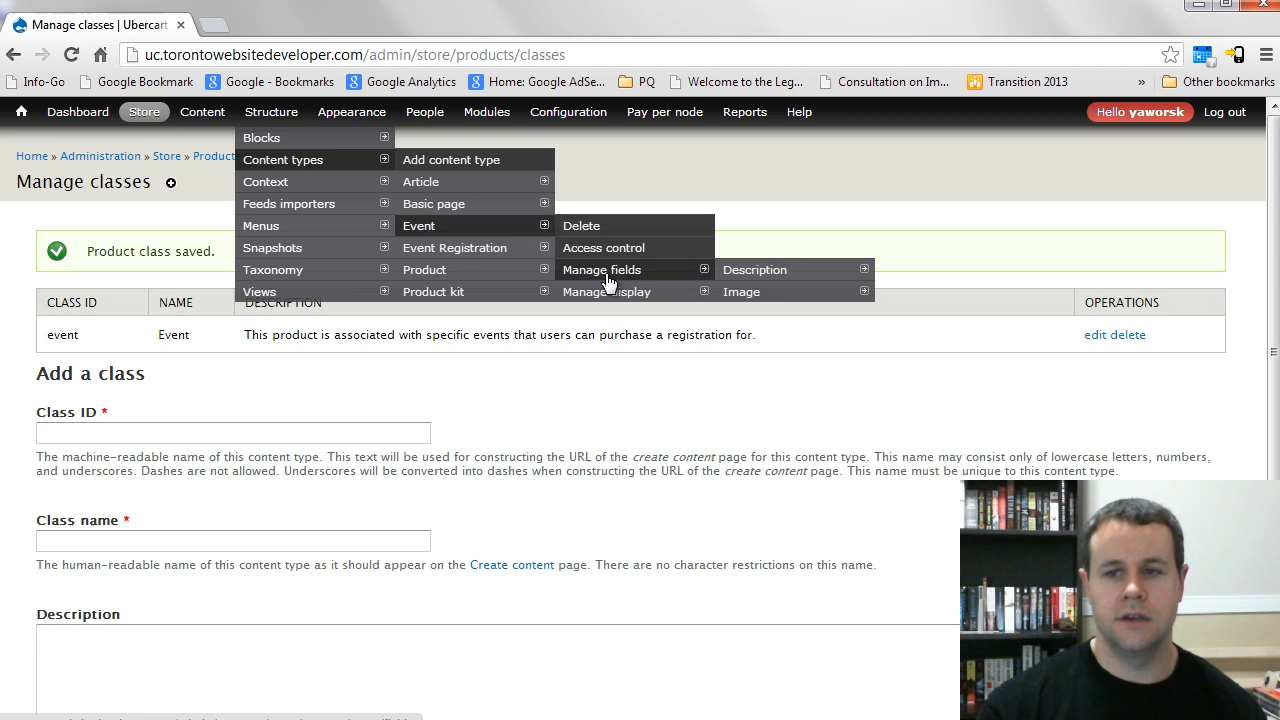 Manage classes | Ubercart
uc.torontowebsitedeveloper.com/admin/store/products/classes
Info-Go Google Bookmark Google - Bookmarks Google Analytics Home: Google AdSe... PQ Welcome to the Leg... Consultation on Im... Transition 2013 » Other bookmarks
Dashboard Store Content Structure Appearance People Modules Configuration Pay per node Reports Help Hello yaworsk Log out
Blocks
Home » Administration » Store » Product
Content types Add content type
Manage classes Context Article
Feeds importers Basic page
Menus Event Delete
Product class saved. Snapshots Event Registration Access control
Taxonomy Product Manage fields Description
Views Product kit Manage display Image
CLASS ID NAME DESCRIPTION OPERATIONS
event Event This product is associated with specific events that users can purchase a registration for. edit delete
Add a class
Class ID *
The machine-readable name of this content type. This text will be used for constructing the URL of the create content page for this content type. This name may consist only of lowercase letters, numbers,
and underscores. Dashes are not allowed. Underscores will be converted into dashes when constructing the URL of the create content page. This name must be unique to this content type.
Class name *
The human-readable name of this content type as it should appear on the Create content page. There are no character restrictions on this name.
Description